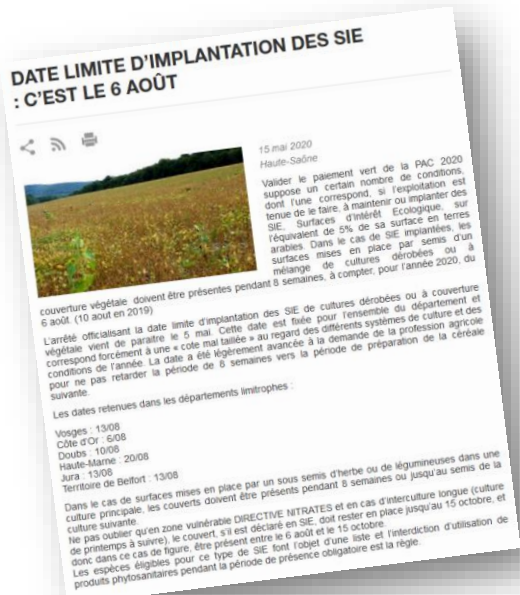 DATE LIMITE D'IMPLANTATION DES SIE
: C'EST LE 6 AOÛT
15 mai 2020
Haute-Saône
Valider le paiement vert de la PAC 2020
suppose un certain nombre de conditions,
dont l'une correspond, si l'exploitation est
tenue de le faire, à maintenir ou implanter des
SIE, Surfaces d'Intérêt Ecologique, sur
l'équivalent de 5% de sa surface en terres
arables. Dans le cas de SIE implantées, les
surfaces mises en place par semis d'un
mélange de cultures dérobées ou à
couverture végétale doivent être présentes pendant 8 semaines, à compter, pour l'année 2020, du
6 août. (10 aout en 2019)
L'arrêté officialisant la date limite d'implantation des SIE de cultures dérobées ou à couverture
végétale vient de paraitre le 5 mai. Cette date est fixée pour l'ensemble du département et
correspond forcément à une « cote mal taillée » au regard des différents systèmes de culture et des
conditions de l'année. La date a été légèrement avancée à la demande de la profession agricole
pour ne pas retarder la période de 8 semaines vers la période de préparation de la céréale
suivante.
Les dates retenues dans les départements limitrophes :
Vosges : 13/08
Côte d'Or : 6/08
Doubs : 10/08
Haute-Marne : 20/08
Jura : 13/08
Territoire de Belfort : 13/08
Dans le cas de surfaces mises en place par un sous semis d'herbe ou de légumineuses dans une
culture principale, les couverts doivent être présents pendant 8 semaines ou jusqu'au semis de la
culture suivante.
Ne pas oublier qu'en zone vulnérable DIRECTIVE NITRATES et en cas d'interculture longue (culture
de printemps à suivre), le couvert, s'il est déclaré en SIE, doit rester en place jusqu'au 15 octobre, et
donc dans ce cas de figure, être présent entre le 6 août et le 15 octobre.
Les espèces éligibles pour ce type de SIE font l'objet d'une liste et l'interdiction d'utilisation de
produits phytosanitaires pendant la période de présence obligatoire est la règle.